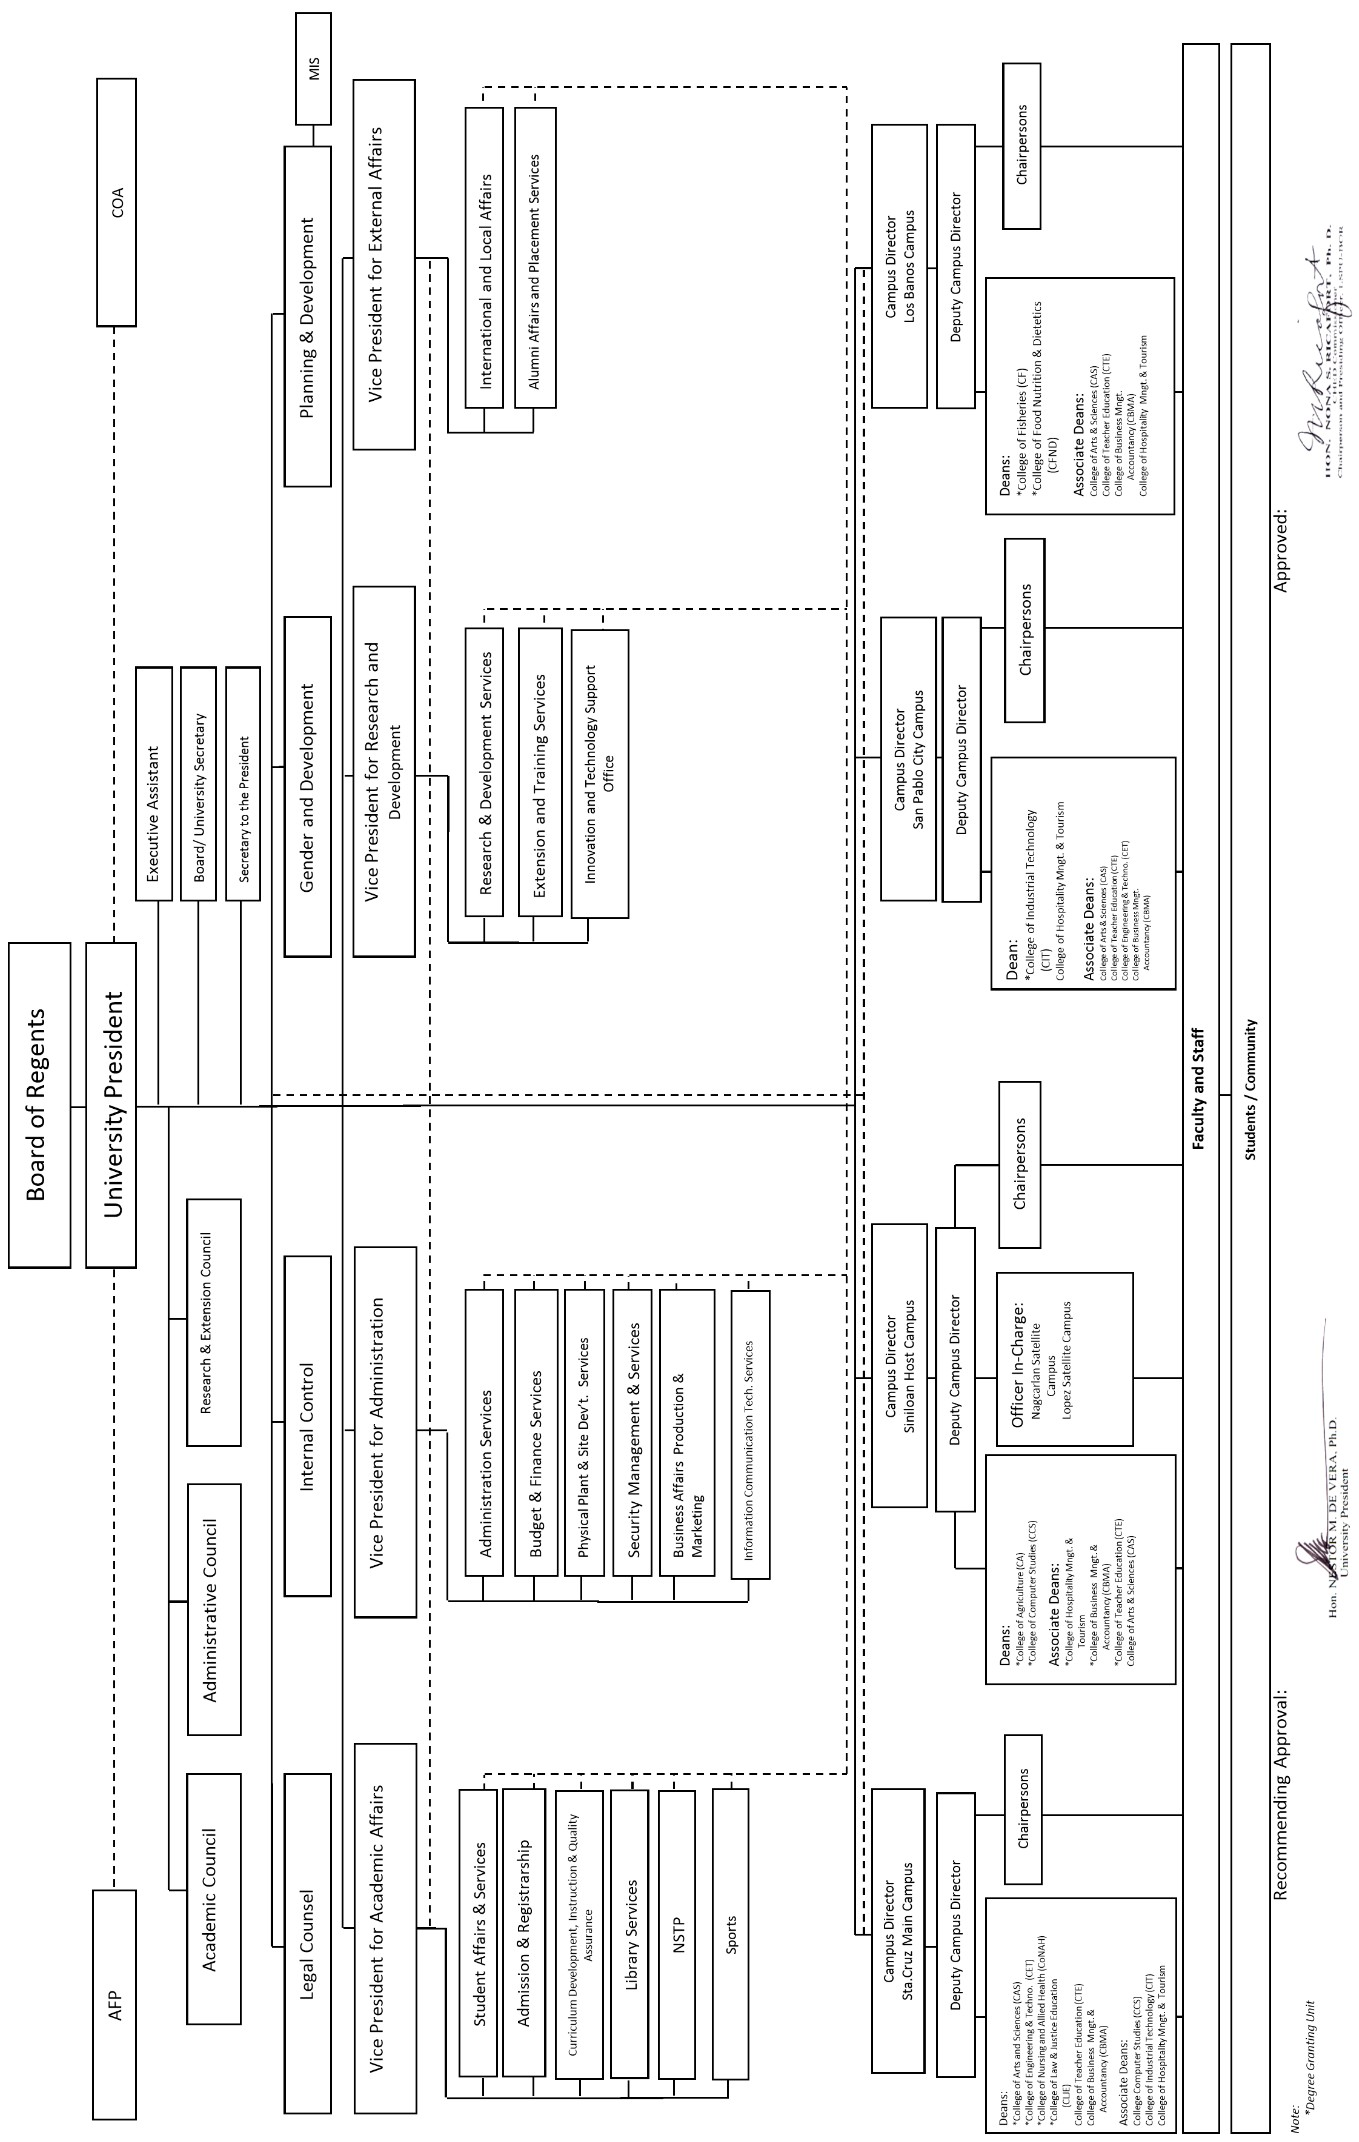 Board of Regents
AFP
University President
COA
Executive Assistant
Board/ University Secretary
Secretary to the President
Academic Council
Administrative Council
Research & Extension Council
Legal Counsel
Internal Control
Gender and Development
Planning & Development
MIS
Vice President for Academic Affairs
Vice President for Administration
Vice President for Research and
Development
Vice President for External Affairs
Student Affairs & Services
Admission & Registrarship
Curriculum Development, Instruction & Quality
Assurance
Library Services
NSTP
Sports
Administration Services
Budget & Finance Services
Physical Plant & Site Dev't. Services
Security Management & Services
Business Affairs Production &
Marketing
Information Communication Tech. Services
Research & Development Services
Extension and Training Services
Innovation and Technology Support
Office
International and Local Affairs
Alumni Affairs and Placement Services
Campus Director
Sta.Cruz Main Campus
Deputy Campus Director
Deans:
*College of Arts and Sciences (CAS)
*College of Engineering & Techno. (CET)
*College of Nursing and Allied Health (CoNAH)
*College of Law & Justice Education
(CLJE)
College of Teacher Education (CTE)
College of Business Mngt. &
Accountancy (CBMA)
Associate Deans:
College Computer Studies (CCS)
College of Industrial Technology (CIT)
College of Hospitality Mngt. & Tourism
Chairpersons
Campus Director
Siniloan Host Campus
Deputy Campus Director
Deans:
*College of Agriculture (CA)
*College of Computer Studies (CCS)
Associate Deans:
*College of Hospitality Mngt. &
Tourism
*College of Business Mngt. &
Accountancy (CBMA)
*College of Teacher Education (CTE)
College of Arts & Sciences (CAS)
Officer In-Charge:
Nagcarlan Satellite
Campus
Lopez Satellite Campus
Chairpersons
Campus Director
San Pablo City Campus
Deputy Campus Director
Dean:
*College of Industrial Technology
(CIT)
College of Hospitality Mngt. & Tourism
Associate Deans:
College of Arts & Sciences (CAS)
College of Teacher Education (CTE)
College of Engineering & Techno. (CET)
College of Business Mngt.
Accountancy (CBMA)
Chairpersons
Campus Director
Los Banos Campus
Deputy Campus Director
Deans:
*College of Fisheries (CF)
*College of Food Nutrition & Dietetics
(CFND)
Associate Deans:
College of Arts & Sciences (CAS)
College of Teacher Education (CTE)
College of Business Mngt.
Accountancy (CBMA)
College of Hospitality Mngt. & Tourism
Chairpersons
Faculty and Staff
Students / Community
Note:
*Degree Granting Unit
Recommending Approval:
Hon. NESTOR M. DE VERA, Ph.D.
University President
Approved:
HON. NONA S. RICAFORT, Ph. D.
CHED Commissioner
Chairperson and Presiding Officer, LSPU-BOR